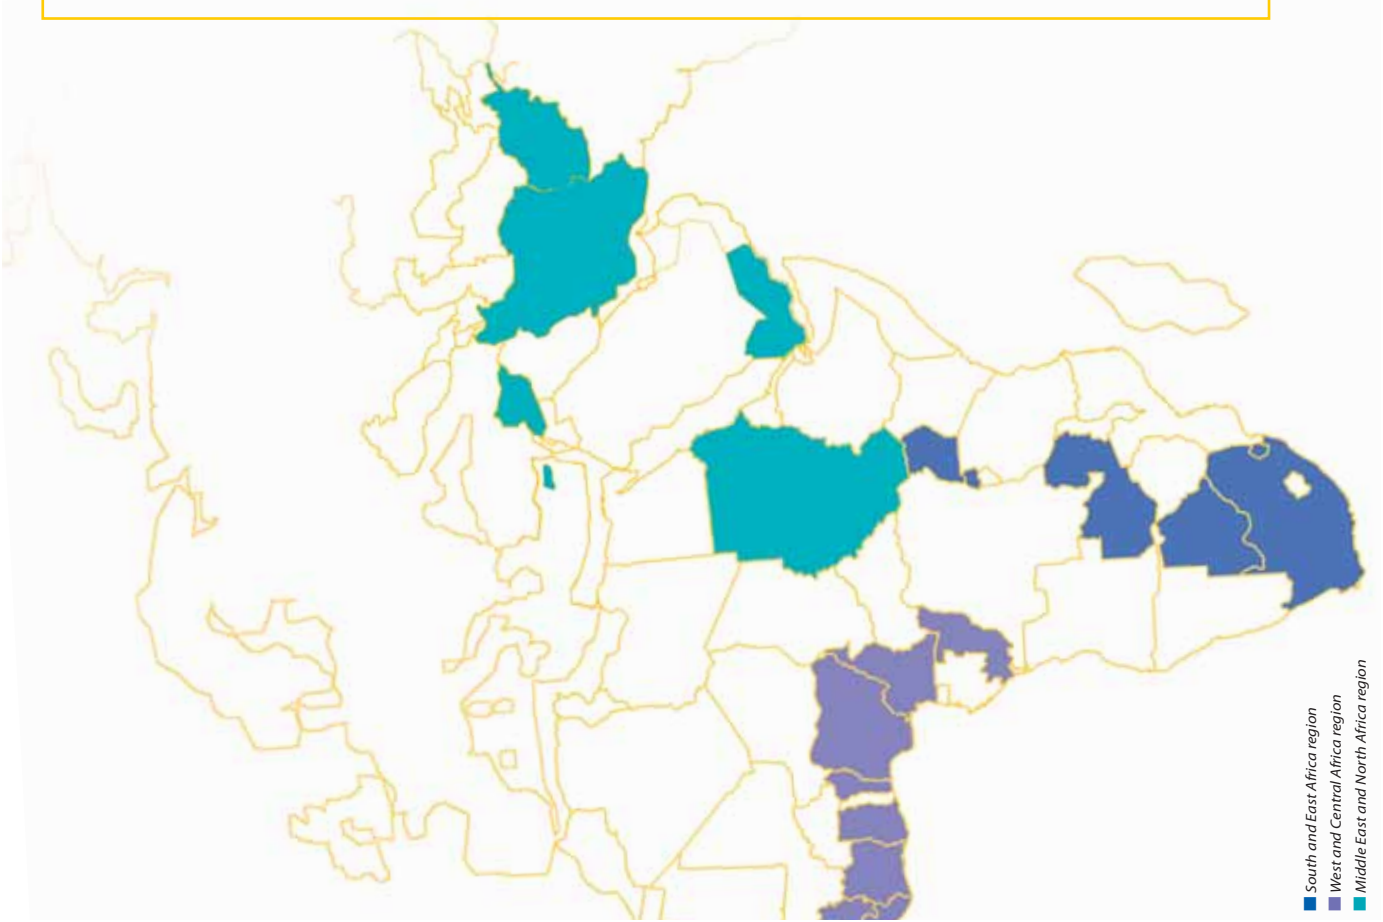 South and East Africa region
West and Central Africa region
Middle East and North Africa region